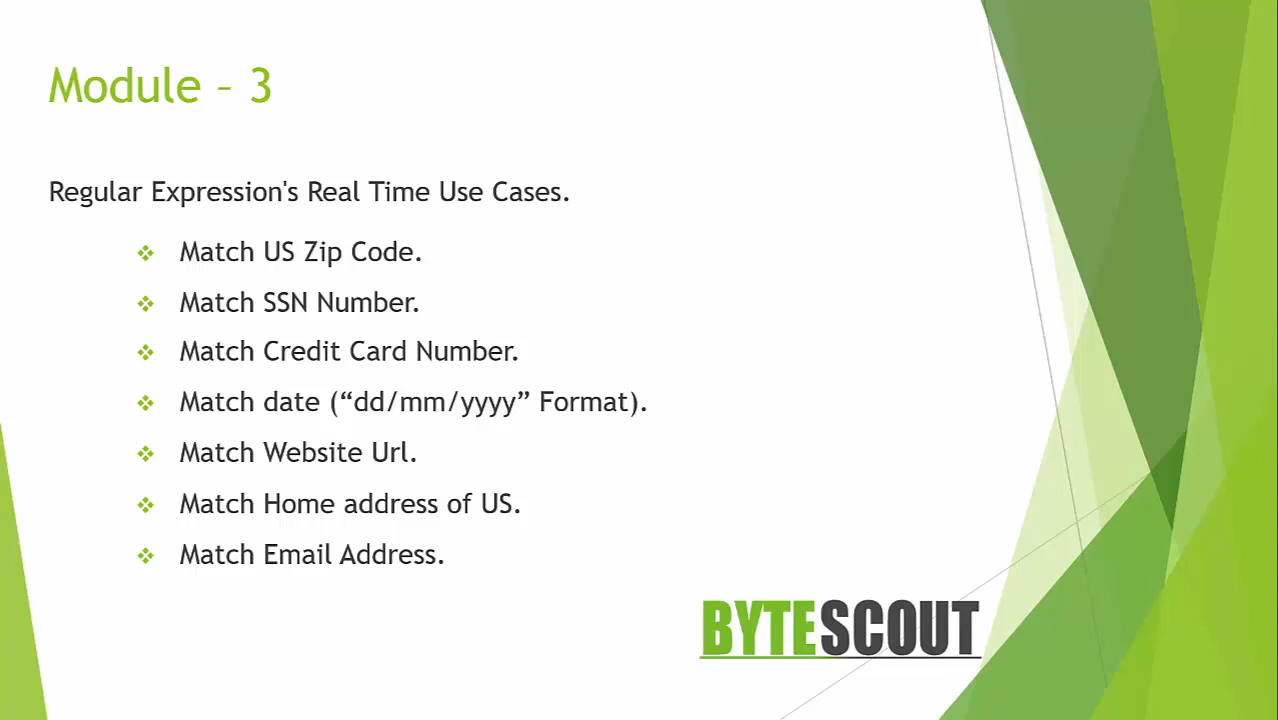 Module – 3
Regular Expression's Real Time Use Cases.
Match US Zip Code.
Match SSN Number.
Match Credit Card Number.
Match date (“dd/mm/yyyy” Format).
Match Website Url.
Match Home address of US.
Match Email Address.
BYTESCOUT